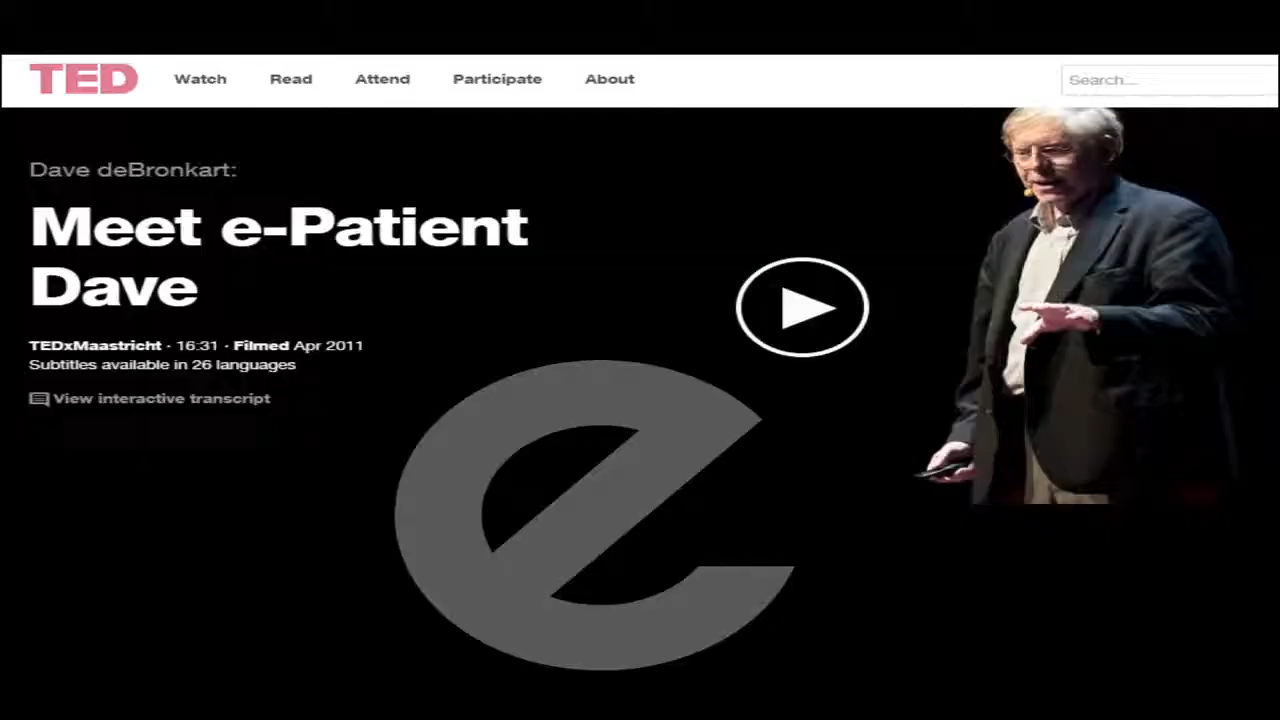 TED Watch Read Attend Participate About Search...
Dave deBronkart:
Meet e-Patient
Dave
TEDxMaastricht · 16:31 · Filmed Apr 2011
Subtitles available in 26 languages
View interactive transcript
e